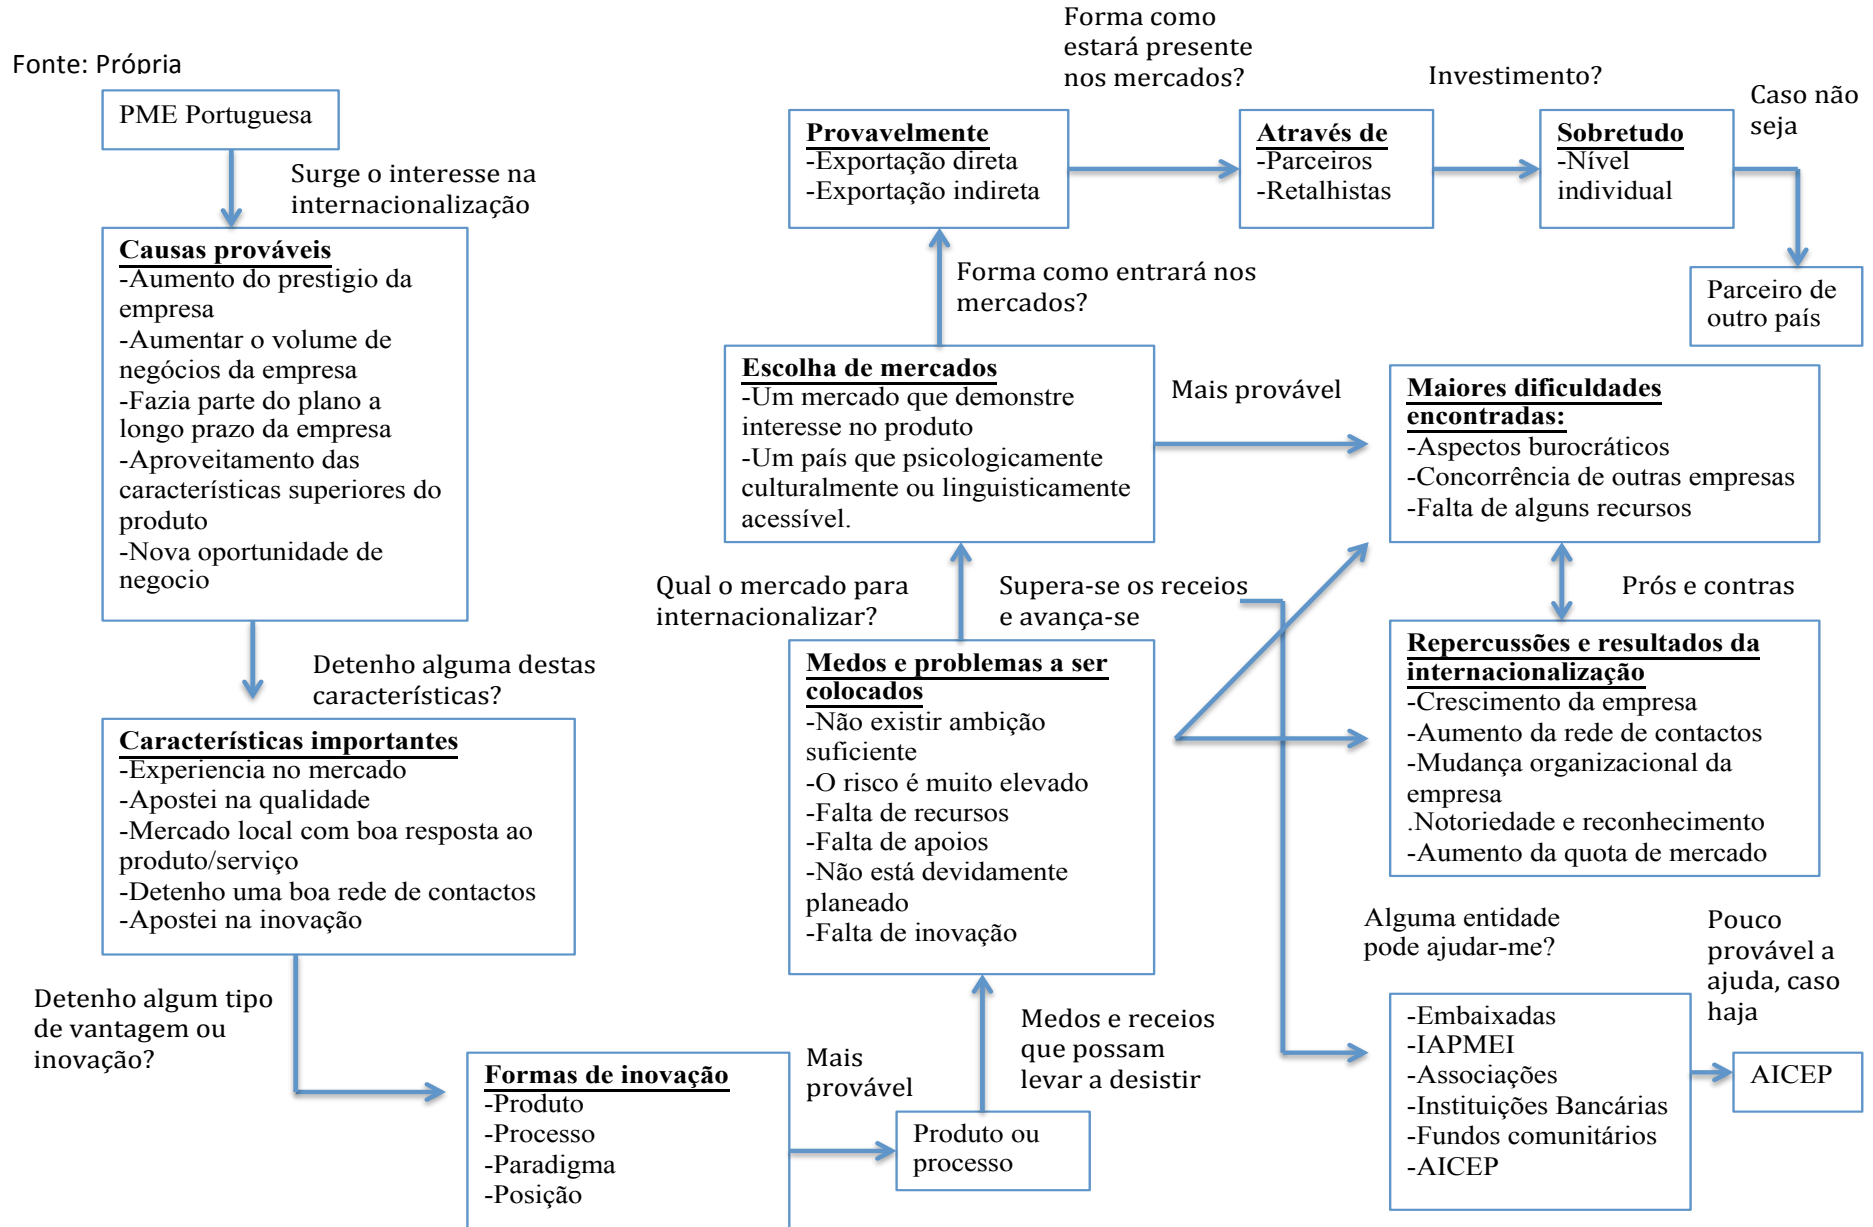 Fonte: Própria
PME Portuguesa
Surge o interesse na
internacionalização
Causas prováveis
-Aumento do prestigio da
empresa
-Aumentar o volume de
negócios da empresa
-Fazia parte do plano a
longo prazo da empresa
-Aproveitamento das
características superiores do
produto
-Nova oportunidade de
negocio
Detenho alguma destas
características?
Características importantes
-Experiencia no mercado
-Apostei na qualidade
-Mercado local com boa resposta ao
produto/serviço
-Detenho uma boa rede de contactos
-Apostei na inovação
Detenho algum tipo
de vantagem ou
inovação?
Formas de inovação
-Produto
-Processo
-Paradigma
-Posição
Mais
provável
Produto ou
processo
Medos e receios
que possam
levar a desistir
Medos e problemas a ser
colocados
-Não existir ambição
suficiente
-O risco é muito elevado
-Falta de recursos
-Falta de apoios
-Não está devidamente
planeado
-Falta de inovação
Qual o mercado para
internacionalizar?
Supera-se os receios
e avança-se
Escolha de mercados
-Um mercado que demonstre
interesse no produto
-Um país que psicologicamente
culturalmente ou linguisticamente
acessível.
Forma como entrará nos
mercados?
Provavelmente
-Exportação direta
-Exportação indireta
Forma como
estará presente
nos mercados?
Através de
-Parceiros
-Retalhistas
Investimento?
Sobretudo
-Nível
individual
Caso não
seja
Parceiro de
outro país
Mais provável
Maiores dificuldades
encontradas:
-Aspectos burocráticos
-Concorrência de outras empresas
-Falta de alguns recursos
Prós e contras
Repercussões e resultados da
internacionalização
-Crescimento da empresa
-Aumento da rede de contactos
-Mudança organizacional da
empresa
.Notoriedade e reconhecimento
-Aumento da quota de mercado
Alguma entidade
pode ajudar-me?
-Embaixadas
-IAPMEI
-Associações
-Instituições Bancárias
-Fundos comunitários
-AICEP
Pouco
provável a
ajuda, caso
haja
AICEP